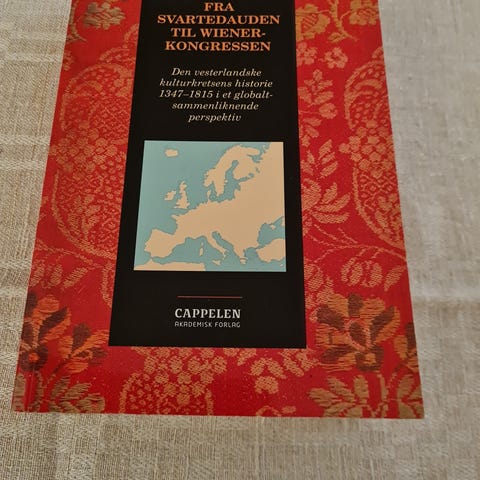 FRA
SVARTEDAUDEN
TIL WIENER-
KONGRESSEN
Den vesterlandske
kulturkretsens historie
1347–1815 i et globalt-
sammenliknende
perspektiv
CAPPELEN
AKADEMISK FORLAG